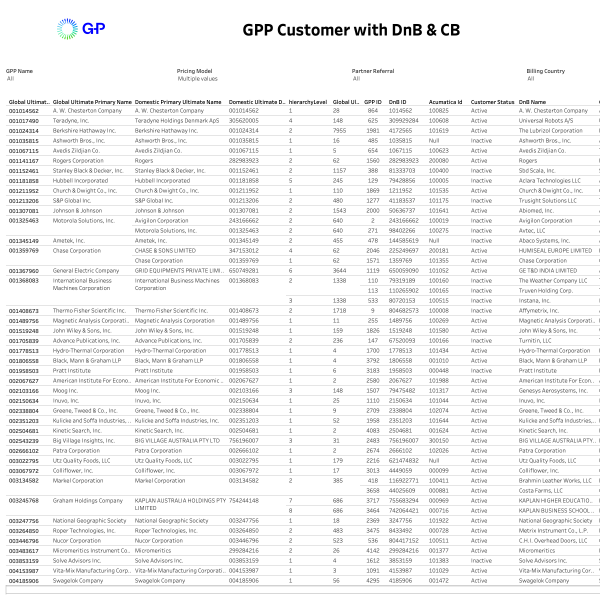 G-P
GPP Customer with DnB & CB
GPP Name Pricing Model Partner Referral Billing Country
All Multiple values All All
Global Ultimat.. Global Ultimate Primary Name Domestic Primary Ultimate Name Domestic Ultimate D.. hierarchyLevel Global Ul.. GPP ID DnB ID Acumatica Id Customer Status DnB Name
001014562 A. W. Chesterton Company A. W. Chesterton Company 001014562 1 28 864 1014562 100825 Active A. W. Chesterton Company
001017490 Teradyne, Inc. Teradyne Holdings Denmark ApS 305620005 4 148 625 309929284 100608 Active Universal Robots A/S
001024314 Berkshire Hathaway Inc. Berkshire Hathaway Inc. 001024314 2 7955 1981 4172565 101619 Active The Lubrizol Corporation
001035815 Ashworth Bros., Inc. Ashworth Bros., Inc. 001035815 1 16 485 1035815 Null Inactive Ashworth Bros., Inc.
001067115 Avedis Zildjian Co. Avedis Zildjian Co. 001067115 1 5 654 1067115 100623 Active Avedis Zildjian Co.
001141167 Rogers Corporation Rogers Corporation 282983923 2 62 1560 282983923 200080 Active Rogers
001152461 Stanley Black & Decker, Inc. Stanley Black & Decker, Inc. 001152461 2 1157 388 81333703 100400 Inactive Sbd Scala, Inc.
001181858 Hubbell Incorporated Hubbell Incorporated 001181858 5 245 129 79428856 100005 Inactive Aclara Technologies LLC
001211952 Church & Dwight Co., Inc. Church & Dwight Co., Inc. 001211952 1 110 1869 1211952 101535 Active Church & Dwight Co., Inc.
001213206 S&P Global Inc. S&P Global Inc. 001213206 2 480 1277 41183537 101175 Inactive Trusight Solutions LLC
001307081 Johnson & Johnson Johnson & Johnson 001307081 2 1543 2000 50636737 101641 Active Abiomed, Inc.
001325463 Motorola Solutions, Inc. Avigilon Corporation 243166662 2 640 2 243166662 100019 Inactive Avigilon Corporation
Motorola Solutions, Inc. 001325463 2 640 271 98402266 100275 Inactive Avtec, LLC
001345149 Ametek, Inc. Ametek, Inc. 001345149 2 455 478 144585619 Null Inactive Abaco Systems, Inc.
001359769 Chase Corporation CHASE & SONS LIMITED 347153012 4 62 2046 225249697 200181 Active HUMISEAL EUROPE LIMITED
Chase Corporation 001359769 1 62 1571 1359769 101355 Active Chase Corporation
001367960 General Electric Company GRID EQUIPMENTS PRIVATE LIMI.. 650749281 6 3644 1119 650059090 101052 Active GE T&D INDIA LIMITED
001368083 International Business Machines Corporation International Business Machines Corporation 001368083 2 1338 110 79319189 100160 Inactive The Weather Company LLC
113 110265902 100165 Inactive Truven Holding Corp.
3 1338 533 80720153 100515 Inactive Instana, Inc.
001408673 Thermo Fisher Scientific Inc. Thermo Fisher Scientific Inc. 001408673 2 1718 9 804682573 100008 Inactive Affymetrix, Inc.
001489756 Magnetic Analysis Corporati.. Magnetic Analysis Corporation 001489756 1 11 255 1489756 100269 Active Magnetic Analysis Corporation
001519248 John Wiley & Sons, Inc. John Wiley & Sons, Inc. 001519248 1 159 1826 1519248 101580 Active John Wiley & Sons, Inc.
001705839 Advance Publications, Inc. Advance Publications, Inc. 001705839 2 236 147 67520093 100166 Inactive Turnitin, LLC
001778513 Hydro-Thermal Corporation Hydro-Thermal Corporation 001778513 1 4 1700 1778513 101434 Active Hydro-Thermal Corporation
001806558 Black, Mann & Graham LLP Black, Mann & Graham LLP 001806558 1 4 3792 1806558 001010 Active Black, Mann & Graham LLP
001958503 Pratt Institute Pratt Institute 001958503 1 6 3183 1958503 000448 Inactive Pratt Institute
002067627 American Institute For Econo.. American Institute For Economic .. 002067627 1 2 2580 2067627 201988 Active American Institute For Econ..
002103166 Moog Inc. Moog Inc. 002103166 3 148 1507 79475482 101317 Active Genesys Aerosystems, Inc.
002150634 Inuvo, Inc. Inuvo, Inc. 002150634 1 25 1110 2150634 101044 Active Inuvo, Inc.
002338804 Greene, Tweed & Co., Inc. Greene, Tweed & Co., Inc. 002338804 1 9 2709 2338804 102074 Active Greene, Tweed & Co., Inc.
002351203 Kulicke and Soffa Industries,.. Kulicke and Soffa Industries, Inc. 002351203 1 52 1958 2351203 101644 Active Kulicke and Soffa Industries..
002504681 Kinetic Search, Inc. Kinetic Search, Inc. 002504681 1 2 4083 2504681 001624 Active Kinetic Search, Inc.
002543239 Big Village Insights, Inc. BIG VILLAGE AUSTRALIA PTY LTD 756196007 3 31 2483 756196007 300150 Active BIG VILLAGE AUSTRALIA PT..
002666102 Patra Corporation Patra Corporation 002666102 1 2 2674 2666102 102026 Active Patra Corporation
003022795 Utz Quality Foods, LLC Utz Quality Foods, LLC 003022795 1 179 216 621474832 Null Active Utz Quality Foods, LLC
003067972 Colliflower, Inc. Colliflower, Inc. 003067972 1 17 3013 4449059 000099 Active Colliflower, Inc.
003134582 Markel Corporation Markel Corporation 003134582 2 385 418 116922771 100411 Active Brahmin Leather Works, LLC
3658 44025609 000881 Active Costa Farms, LLC
003245768 Graham Holdings Company KAPLAN AUSTRALIA HOLDINGS PTY LIMITED 754244148 7 686 3717 755683294 000969 Active KAPLAN HIGHER EDUCATIO..
8 686 3464 742064421 000716 Active KAPLAN BUSINESS SCHOOL ..
003247756 National Geographic Society National Geographic Society 003247756 1 18 2369 3247756 101922 Active National Geographic Society
003264850 Roper Technologies, Inc. Roper Technologies, Inc. 003264850 2 483 3475 8433492 000728 Active Metrix Instrument Co., L.P.
003446796 Nucor Corporation Nucor Corporation 003446796 2 523 536 804417152 100511 Active C.H.I. Overhead Doors, LLC
003483617 Micromeritics Instrument Co.. Micromeritics 299284216 2 26 4142 299284216 001377 Active Micromeritics
003853159 Solve Advisors Inc. Solve Advisors Inc. 003853159 1 4 1612 3853159 101383 Inactive Solve Advisors Inc.
004153987 Vita-Mix Manufacturing Corp.. Vita-Mix Manufacturing Corporati.. 004153987 1 3 1091 4153987 101029 Active Vita-Mix Manufacturing Cor..
004185906 Swagelok Company Swagelok Company 004185906 1 56 4295 4185906 001472 Active Swagelok Company